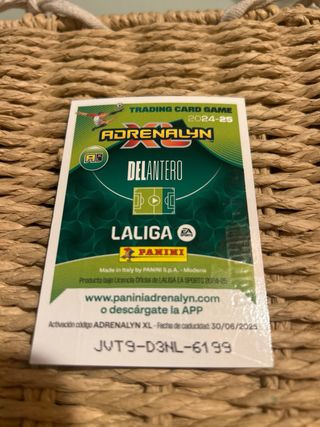 TRADING CARD GAME
2024-25
ADRENALYN
XL
DELANTERO
LALIGA EA SPORTS
PANINI
Made in Italy by PANINI S.p.A. - Modena
Producto bajo Licencia Oficial de LALIGA EA SPORTS 2024-25
www.paniniadrenalyn.com
o descárgate la APP
Activación código ADRENALYN XL - Fecha de caducidad: 30/06/2025
JVT9-D3NL-6199